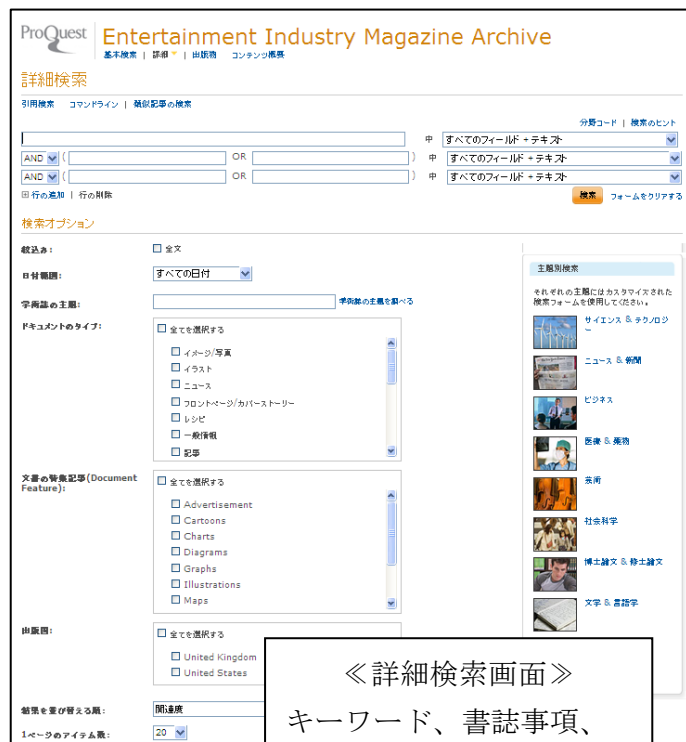 ProQuest
Entertainment Industry Magazine Archive
基本検索 | 詳細 | 出版物 コンテンツ概要
詳細検索
引用検索 コマンドライン | 類似記事の検索
分野コード | 検索のヒント
中 すべてのフィールド + テキスト
AND ( OR ) 中 すべてのフィールド + テキスト
AND ( OR ) 中 すべてのフィールド + テキスト
行の追加 | 行の削除
検索 フォームをクリアする
検索オプション
絞込み: 全文
日付範囲: すべての日付
学術誌の主題: 学術誌の主題を調べる
ドキュメントのタイプ: 全てを選択する
イメージ/写真
イラスト
ニュース
フロントページ/カバーストーリー
レシピ
一般情報
記事
文書の特集記事(Document Feature): 全てを選択する
Advertisement
Cartoons
Charts
Diagrams
Graphs
Illustrations
Maps
出版国: 全てを選択する
United Kingdom
United States
結果を並び替える順: 関連度
1ページのアイテム数: 20
主題別検索
それぞれの主題にはカスタマイズされた
検索フォームを使用してください。
サイエンス & テクノロジ
ー
ニュース & 新聞
ビジネス
医療 & 薬物
芸術
社会科学
博士論文 & 修士論文
文学 & 言語学
≪詳細検索画面≫
キーワード、書誌事項、